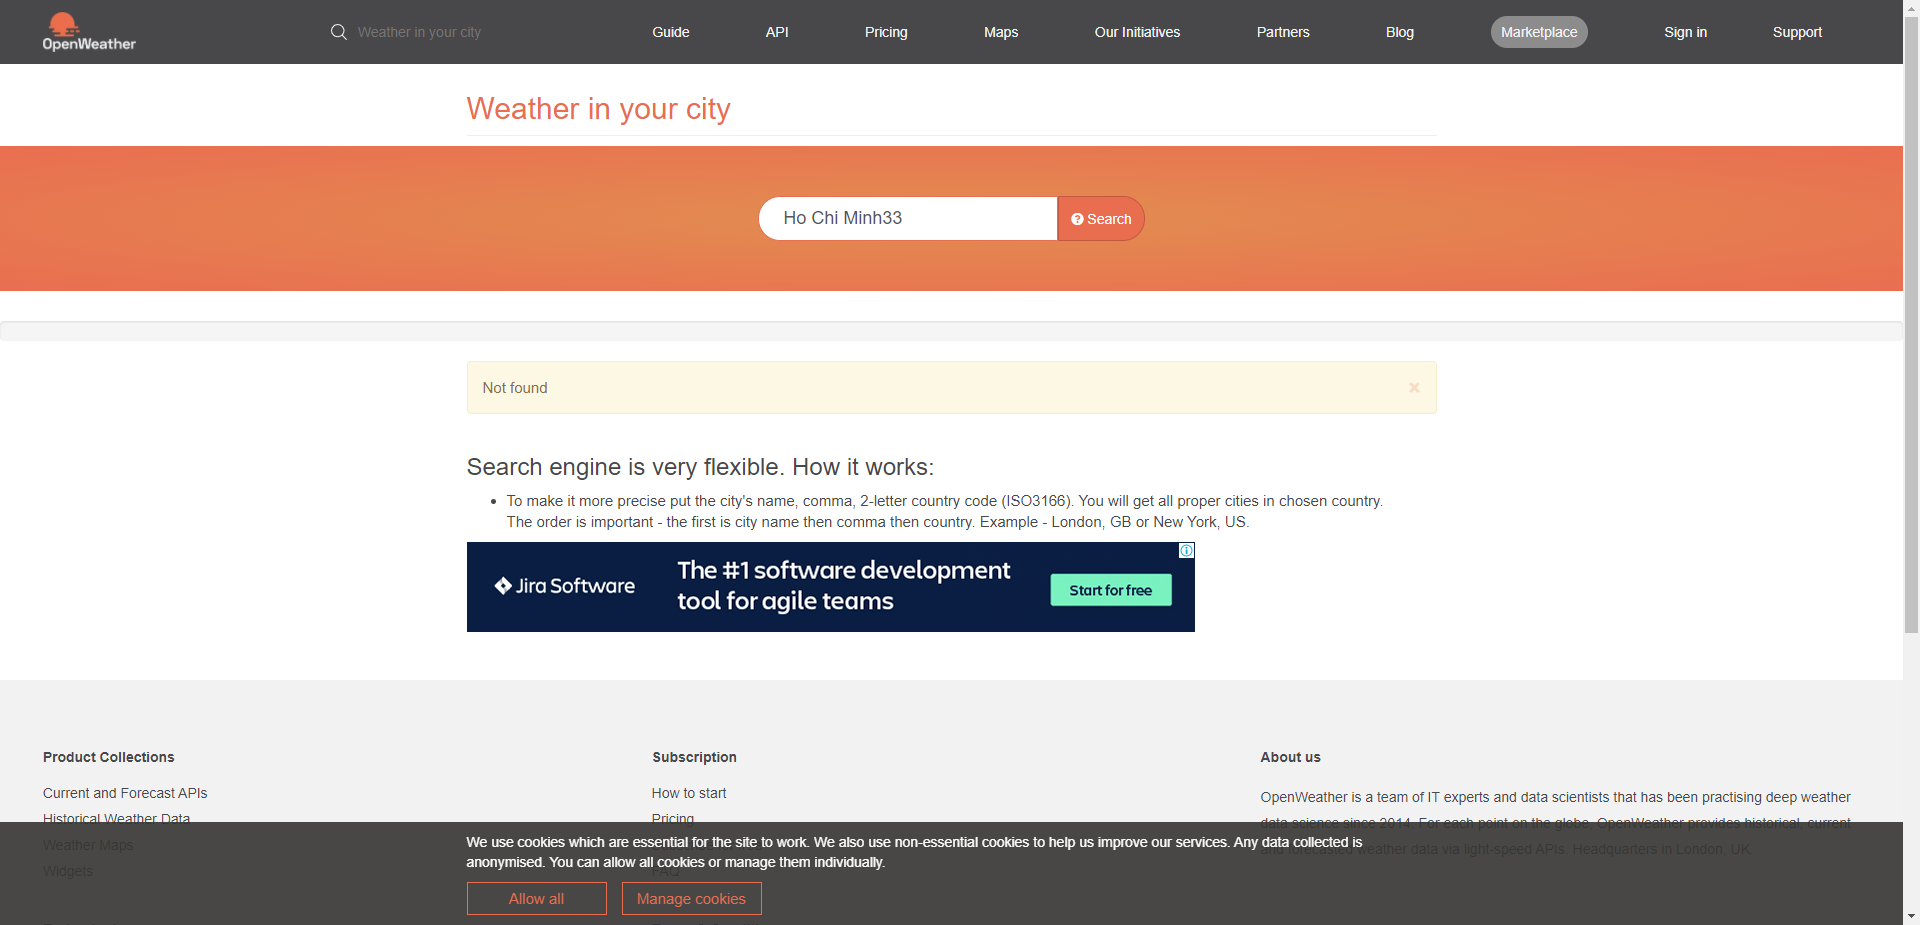 OpenWeather
Weather in your city
Guide
API
Pricing
Maps
Our Initiatives
Partners
Blog
Marketplace
Sign in
Support
Weather in your city
Ho Chi Minh33
Search
Not found
×
Search engine is very flexible. How it works:
• To make it more precise put the city's name, comma, 2-letter country code (ISO3166). You will get all proper cities in chosen country.
The order is important - the first is city name then comma then country. Example - London, GB or New York, US.
Jira Software
The #1 software development
tool for agile teams
Start for free
Product Collections
Current and Forecast APIs
Historical Weather Data
Weather Maps
Widgets
Subscription
How to start
Pricing
FAQ
About us
OpenWeather is a team of IT experts and data scientists that has been practising deep weather
data science since 2014. For each point on the globe, OpenWeather provides historical, current
and forecasted weather data via light-speed APIs. Headquarters in London, UK.
We use cookies which are essential for the site to work. We also use non-essential cookies to help us improve our services. Any data collected is
anonymised. You can allow all cookies or manage them individually.
Allow all
Manage cookies